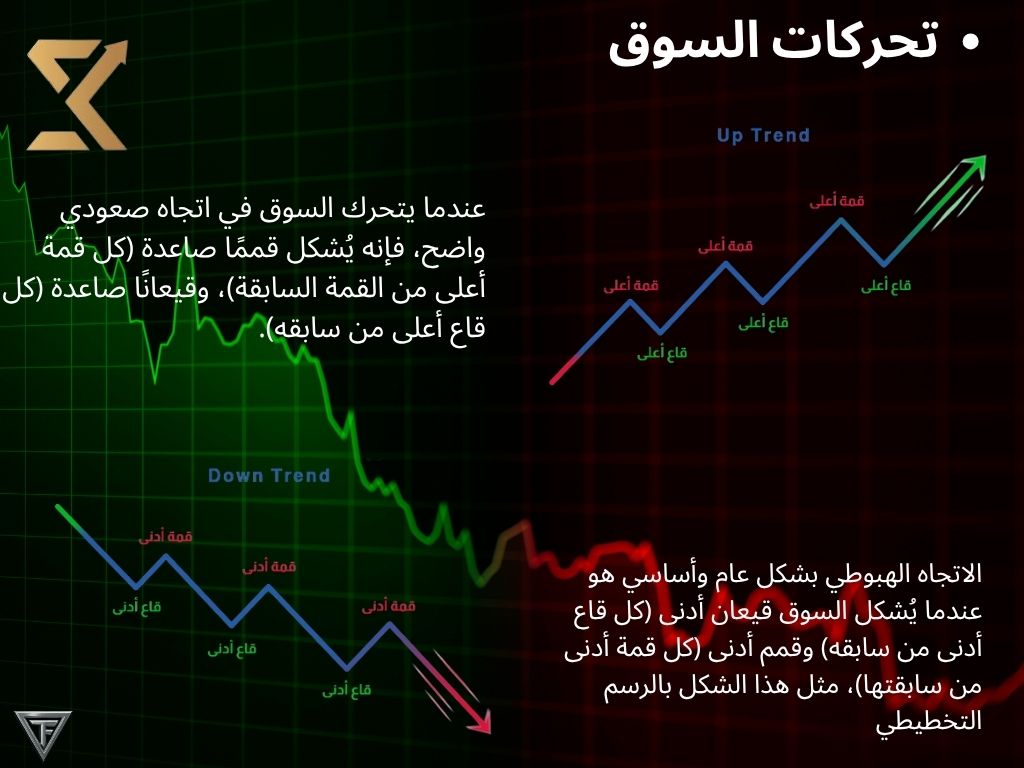 • تحركات السوق
Up Trend
قمة أعلى
قمة أعلى
قمة أعلى
قاع أعلى
قاع أعلى
قاع أعلى
عندما يتحرك السوق في اتجاه صعودي
واضح، فإنه يُشكل قممًا صاعدة (كل قمة
أعلى من القمة السابقة)، وقيعانًا صاعدة (كل
قاع أعلى من سابقه).
Down Trend
قمة أدنى
قمة أدنى
قمة أدنى
قاع أدنى
قاع أدنى
قاع أدنى
الاتجاه الهبوطي بشكل عام وأساسي هو
عندما يُشكل السوق قيعان أدنى (كل قاع
أدنى من سابقه) وقمم أدنى (كل قمة أدنى
من سابقتها)، مثل هذا الشكل بالرسم
التخطيطي